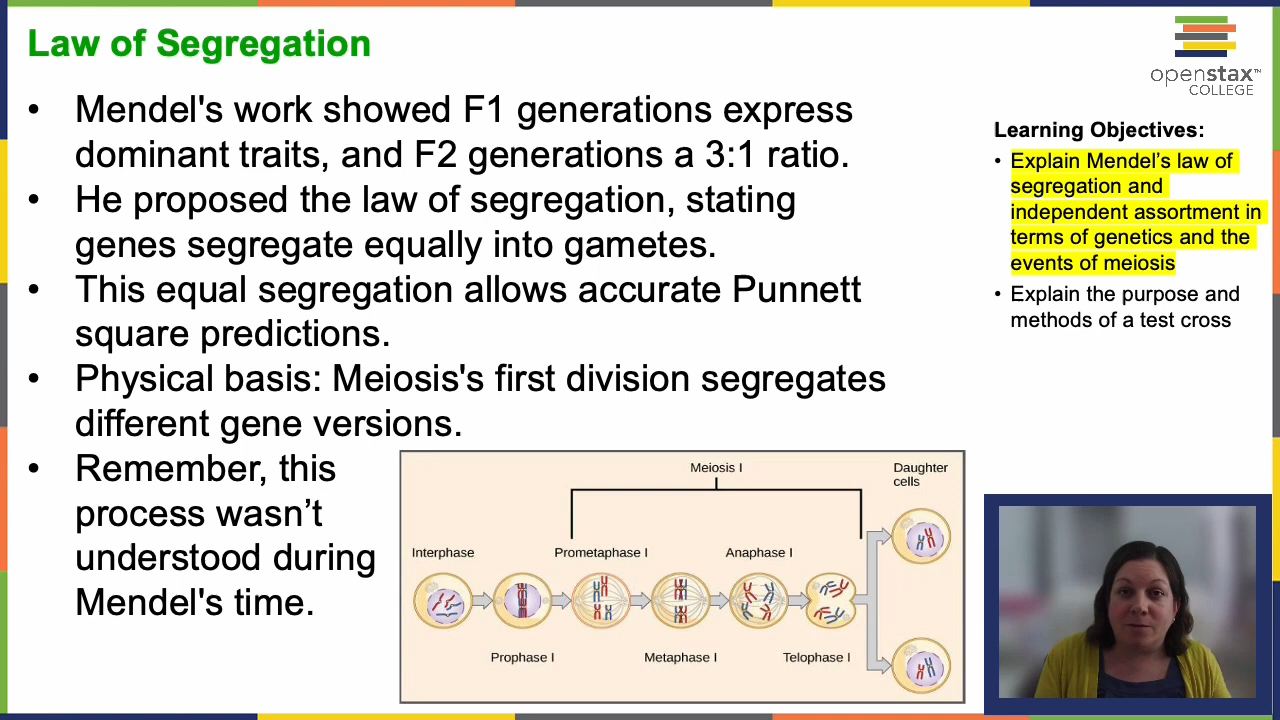 Law of Segregation
• Mendel's work showed F1 generations express
dominant traits, and F2 generations a 3:1 ratio.
• He proposed the law of segregation, stating
genes segregate equally into gametes.
• This equal segregation allows accurate Punnett
square predictions.
• Physical basis: Meiosis's first division segregates
different gene versions.
• Remember, this
process wasn’t
understood during
Mendel's time.
Meiosis I
Daughter
cells
Interphase
Prometaphase I
Anaphase I
Prophase I
Metaphase I
Telophase I
openstax™
COLLEGE
Learning Objectives:
• Explain Mendel’s law of
segregation and
independent assortment in
terms of genetics and the
events of meiosis
• Explain the purpose and
methods of a test cross